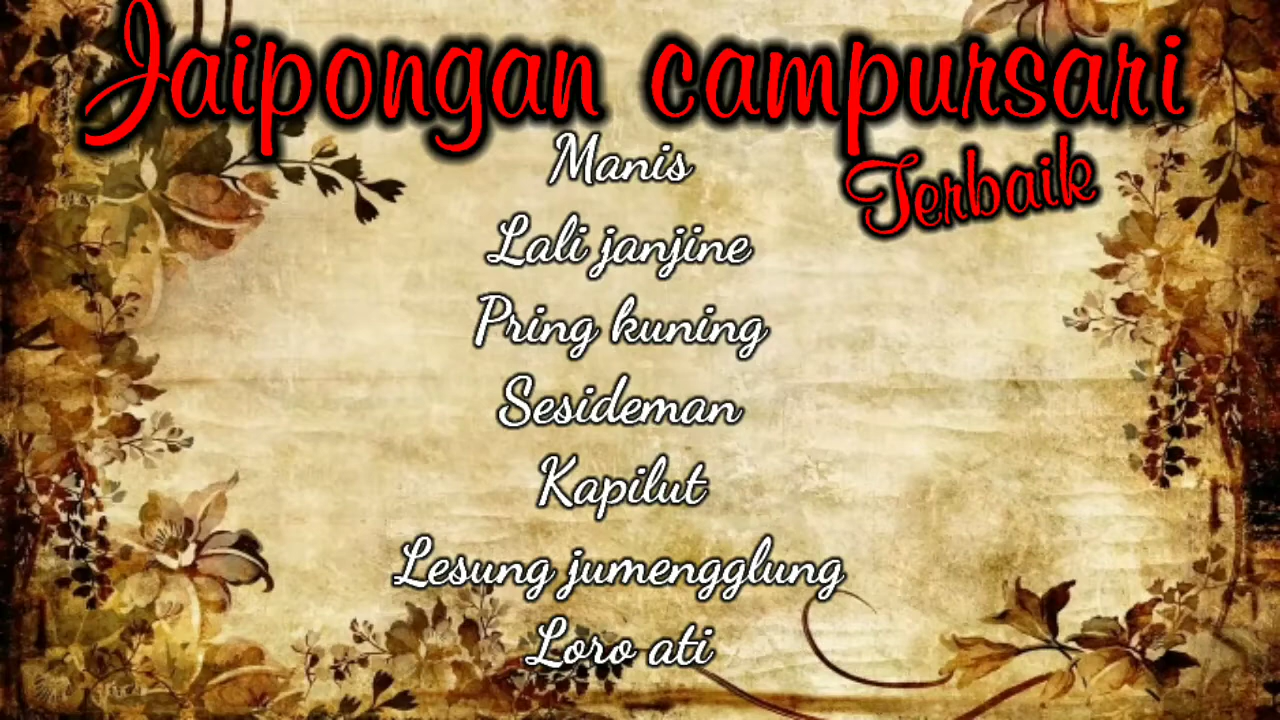 Jaipongan campursari
Terbaik
Manis
Lali janjine
Pring kuning
Sesideman
Kapilut
Lesung jumengglung
Loro ati